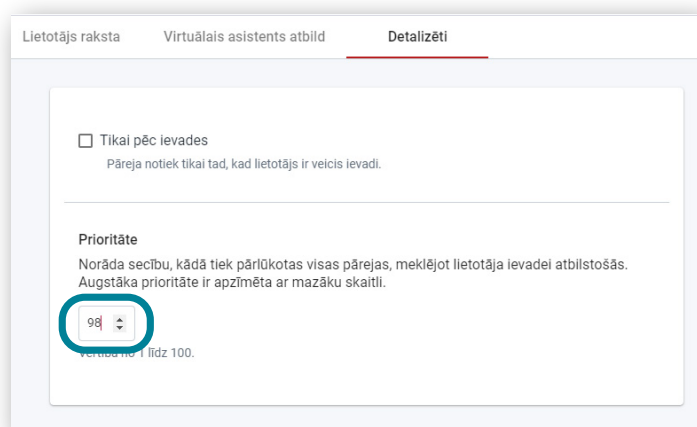 Lietotājs raksta Virtuālais asistents atbild Detalizēti
Tikai pēc ievades
Pāreja notiek tikai tad, kad lietotājs ir veicis ievadi.
Prioritāte
Norāda secību, kādā tiek pārlūkotas visas pārejas, meklējot lietotāja ievadei atbilstošās.
Augstāka prioritāte ir apzīmēta ar mazāku skaitli.
98
Vērtība no 1 līdz 100.